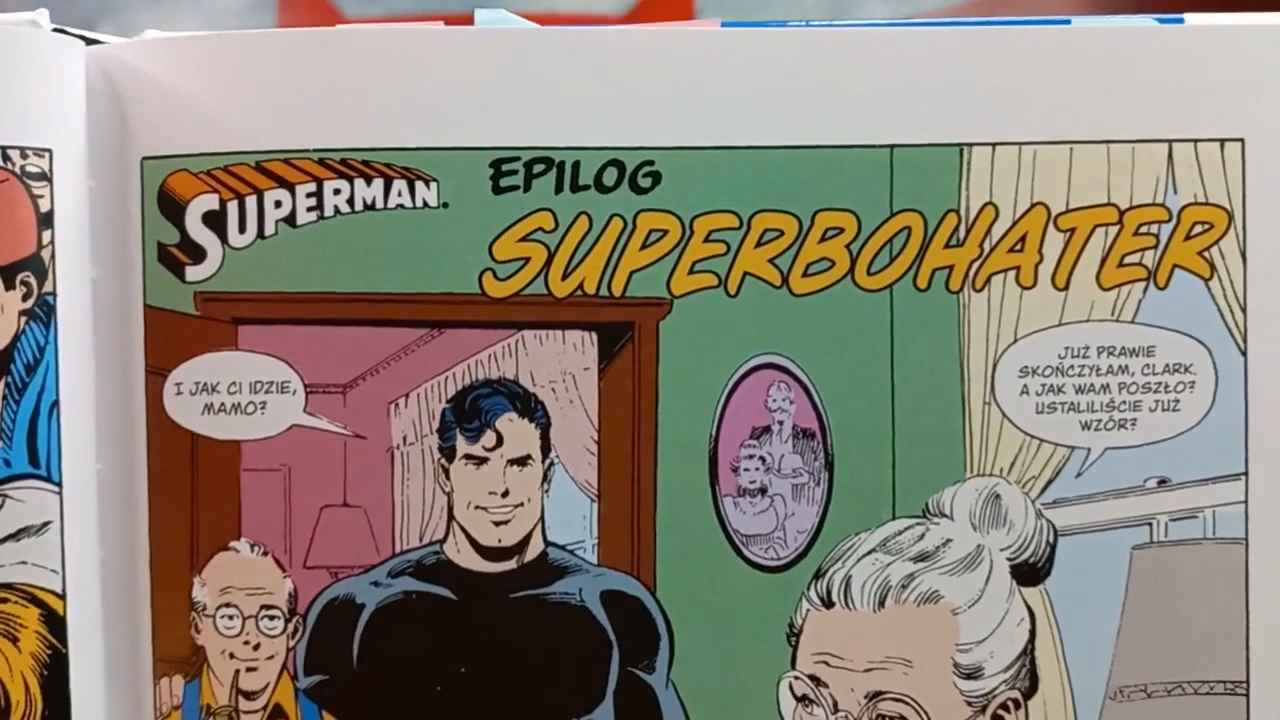 SUPERMAN.
EPILOG
SUPERBOHATER
I JAK CI IDZIE,
MAMO?
JUŻ PRAWIE
SKOŃCZYŁAM, CLARK.
A JAK WAM POSZŁO?
USTALILIŚCIE JUŻ
WZÓR?